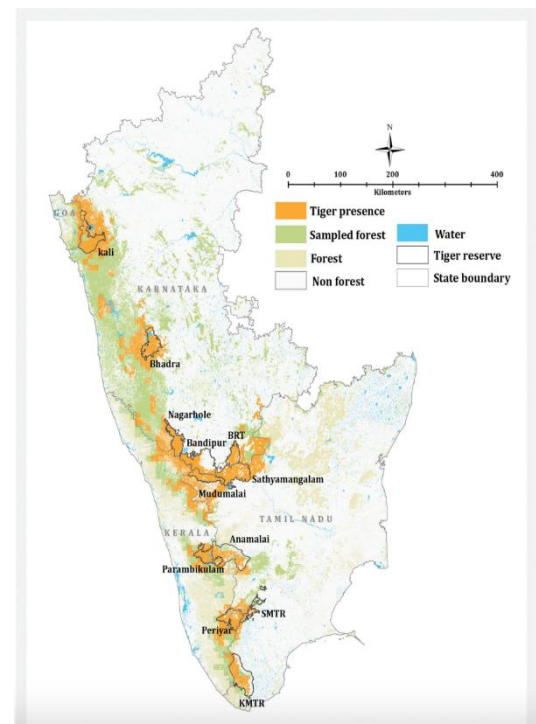 N
0 100 200 400
Kilometers
Tiger presence
Sampled forest
Forest
Non forest
Water
Tiger reserve
State boundary
GOA
kali
KARNATAKA
Bhadra
Nagarhole
Bandipur
BRT
Sathyamangalam
Mudumalai
TAMIL NADU
KERALA
Anamalai
Parambikulam
SMTR
Periyar
KMTR